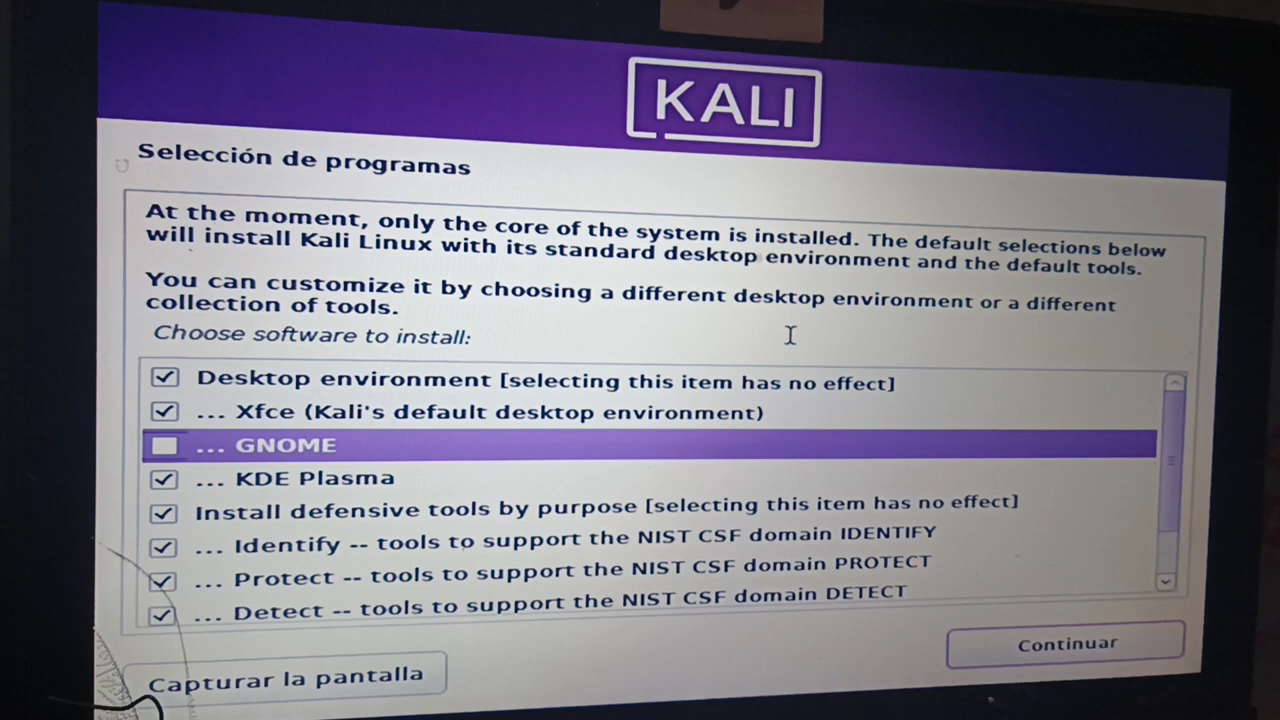 KALI
Selección de programas
At the moment, only the core of the system is installed. The default selections below
will install Kali Linux with its standard desktop environment and the default tools.
You can customize it by choosing a different desktop environment or a different
collection of tools.
Choose software to install:
Desktop environment [selecting this item has no effect]
... Xfce (Kali's default desktop environment)
... GNOME
... KDE Plasma
Install defensive tools by purpose [selecting this item has no effect]
... Identify -- tools to support the NIST CSF domain IDENTIFY
... Protect -- tools to support the NIST CSF domain PROTECT
... Detect -- tools to support the NIST CSF domain DETECT
Capturar la pantalla
Continuar